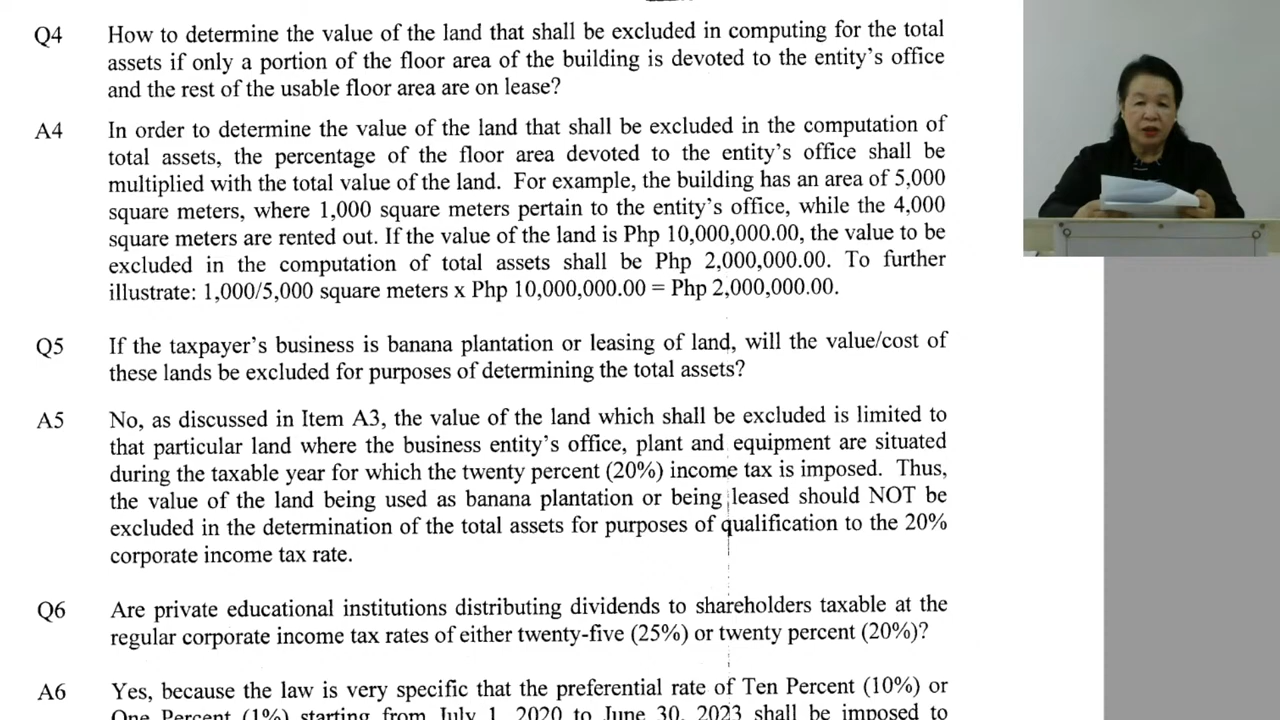 Q4 How to determine the value of the land that shall be excluded in computing for the total
assets if only a portion of the floor area of the building is devoted to the entity's office
and the rest of the usable floor area are on lease?
A4 In order to determine the value of the land that shall be excluded in the computation of
total assets, the percentage of the floor area devoted to the entity's office shall be
multiplied with the total value of the land. For example, the building has an area of 5,000
square meters, where 1,000 square meters pertain to the entity's office, while the 4,000
square meters are rented out. If the value of the land is Php 10,000,000.00, the value to be
excluded in the computation of total assets shall be Php 2,000,000.00. To further
illustrate: 1,000/5,000 square meters x Php 10,000,000.00 = Php 2,000,000.00.
Q5 If the taxpayer's business is banana plantation or leasing of land, will the value/cost of
these lands be excluded for purposes of determining the total assets?
A5 No, as discussed in Item A3, the value of the land which shall be excluded is limited to
that particular land where the business entity's office, plant and equipment are situated
during the taxable year for which the twenty percent (20%) income tax is imposed. Thus,
the value of the land being used as banana plantation or being leased should NOT be
excluded in the determination of the total assets for purposes of qualification to the 20%
corporate income tax rate.
Q6 Are private educational institutions distributing dividends to shareholders taxable at the
regular corporate income tax rates of either twenty-five (25%) or twenty percent (20%)?
A6 Yes, because the law is very specific that the preferential rate of Ten Percent (10%) or
One Percent (1%) starting from July 1, 2020 to June 30, 2023 shall be imposed to